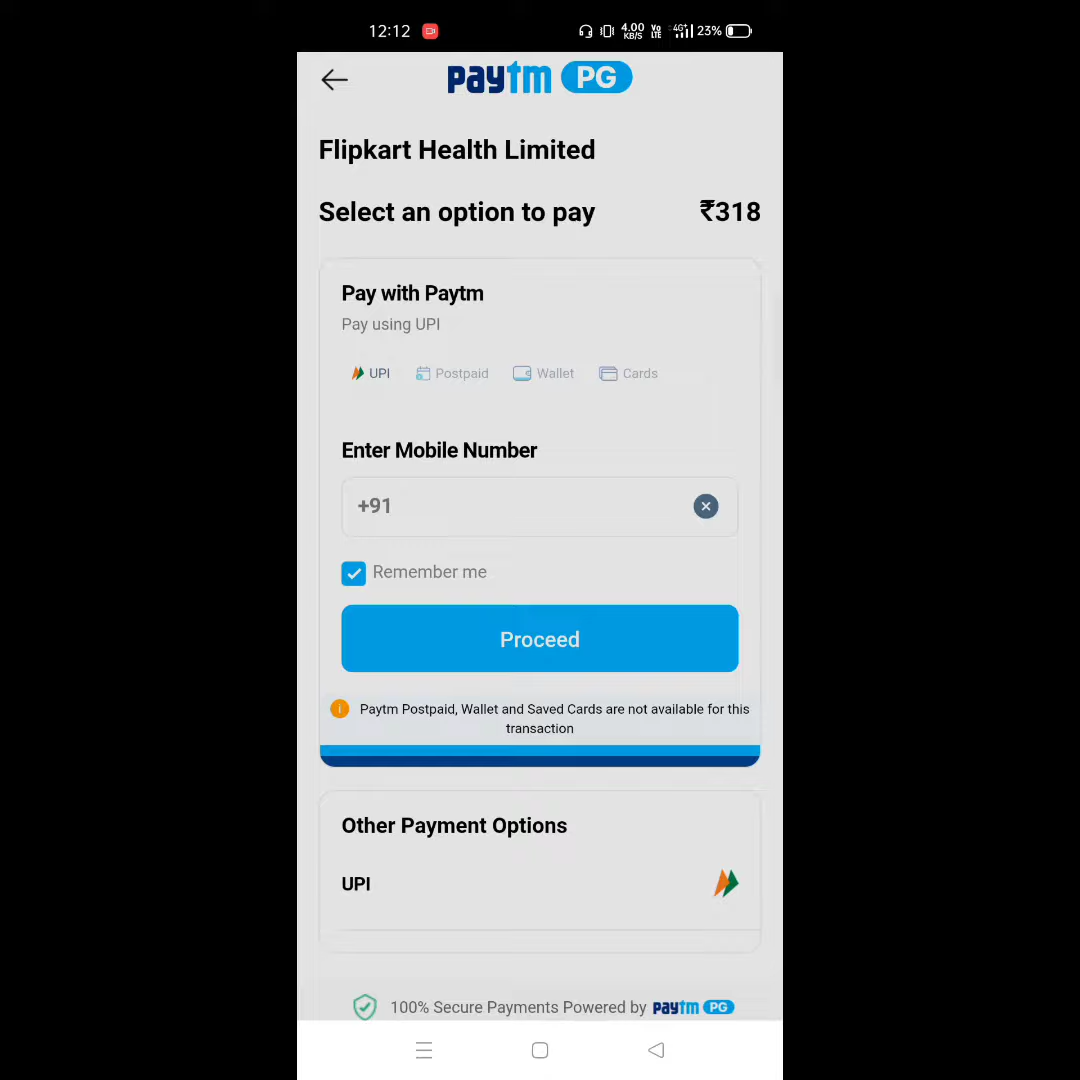 12:12 4.00 KB/S Vo LTE 4G+ 23%
paytm PG
Flipkart Health Limited
Select an option to pay ₹318
Pay with Paytm
Pay using UPI
UPI Postpaid Wallet Cards
Enter Mobile Number
+91
Remember me
Proceed
Paytm Postpaid, Wallet and Saved Cards are not available for this
transaction
Other Payment Options
UPI
100% Secure Payments Powered by paytm PG